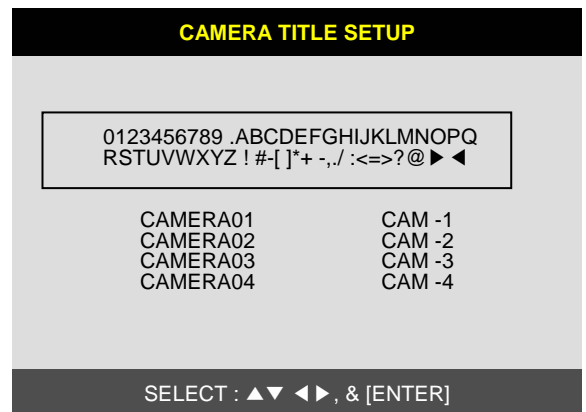 CAMERA TITLE SETUP
0123456789 .ABCDEFGHIJKLMNOPQ
RSTUVWXYZ ! #-[ ]*+ -,./ :<=>?@ ▶ ◀
CAMERA01 CAM -1
CAMERA02 CAM -2
CAMERA03 CAM -3
CAMERA04 CAM -4
SELECT : ▲▼ ◀▶, & [ENTER]